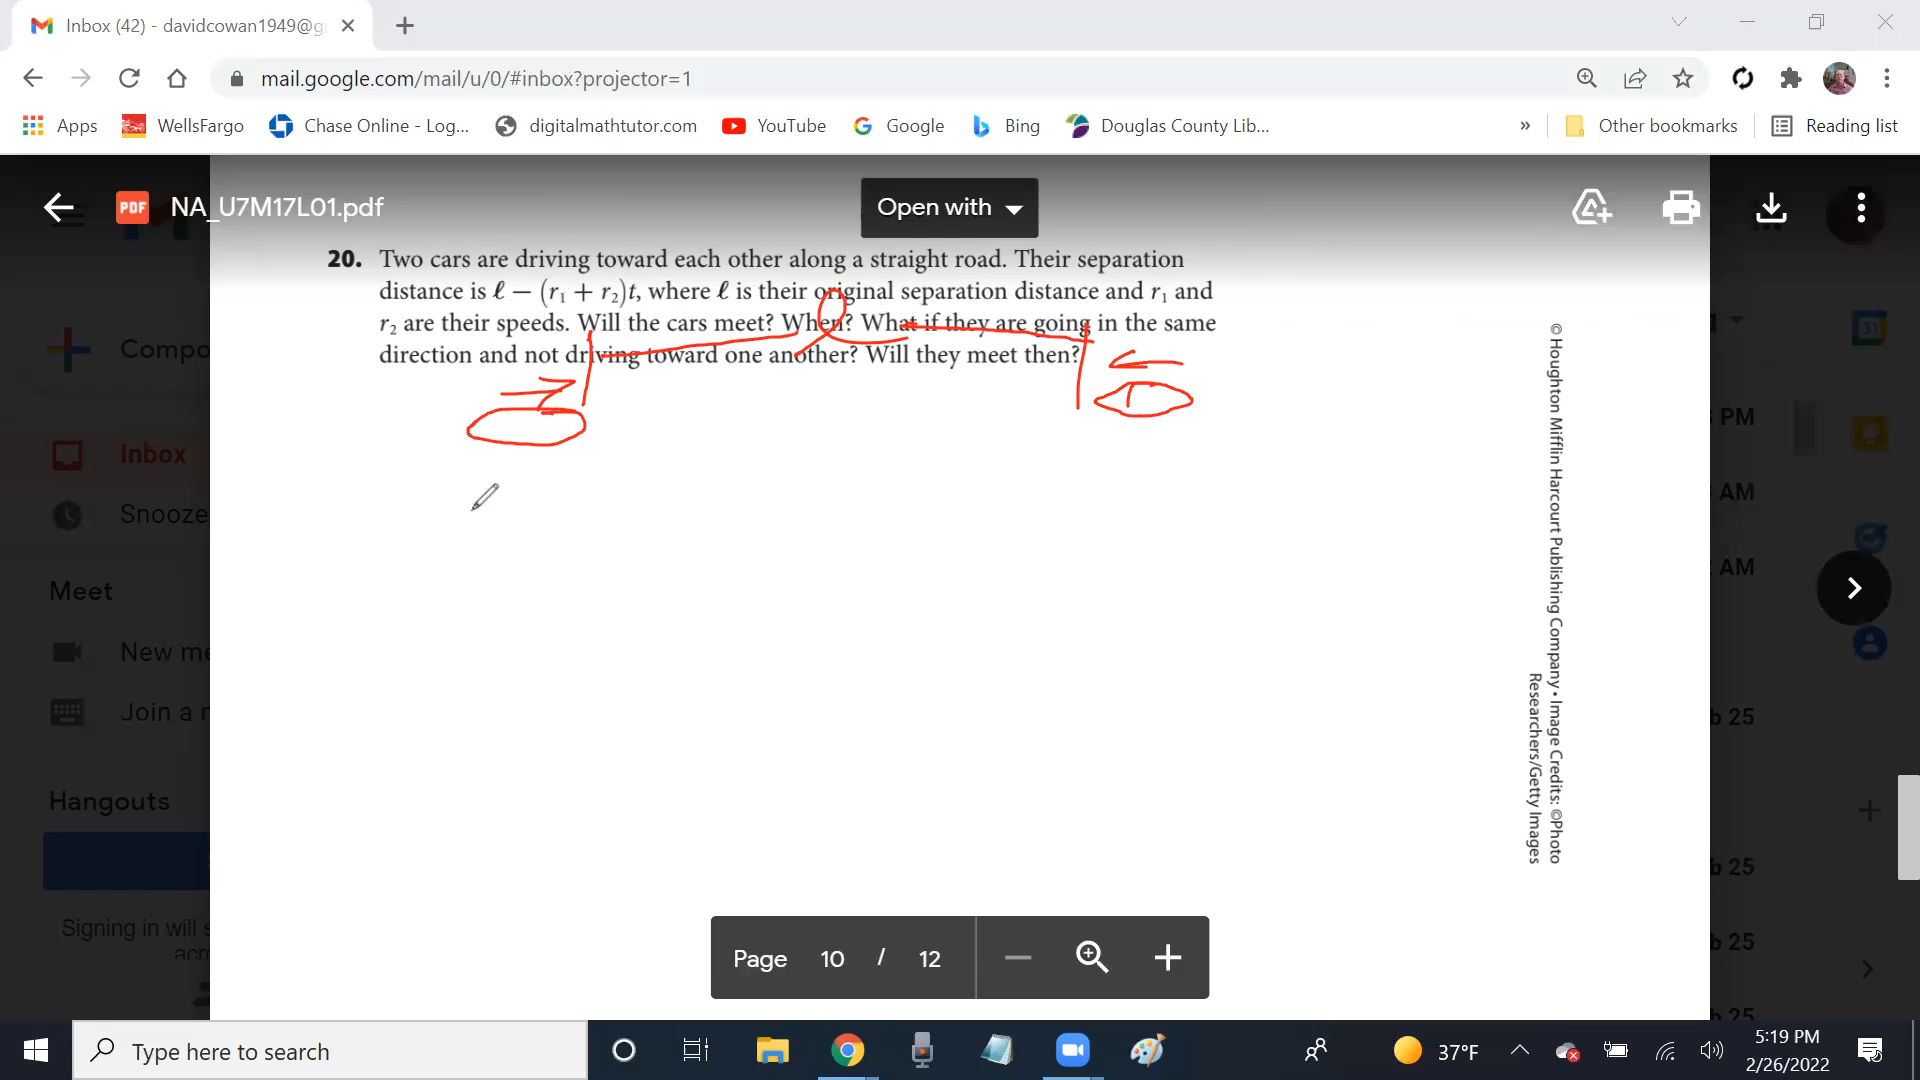 Inbox (42) - davidcowan1949@g
mail.google.com/mail/u/0/#inbox?projector=1
Apps WellsFargo Chase Online - Log... digitalmathtutor.com YouTube Google Bing Douglas County Lib... » Other bookmarks Reading list
PDF NA_U7M17L01.pdf Open with
20. Two cars are driving toward each other along a straight road. Their separation
distance is ℓ − (r₁ + r₂)t, where ℓ is their original separation distance and r₁ and
r₂ are their speeds. Will the cars meet? When? What if they are going in the same
direction and not driving toward one another? Will they meet then?
© Houghton Mifflin Harcourt Publishing Company • Image Credits: ©Photo
Researchers/Getty Images
Compo
Inbox
Snooze
Meet
New me
Join a
Hangouts
Signing in will
PM
AM
AM
25
25
25
25
Page 10 / 12
Type here to search
37°F
5:19 PM
2/26/2022